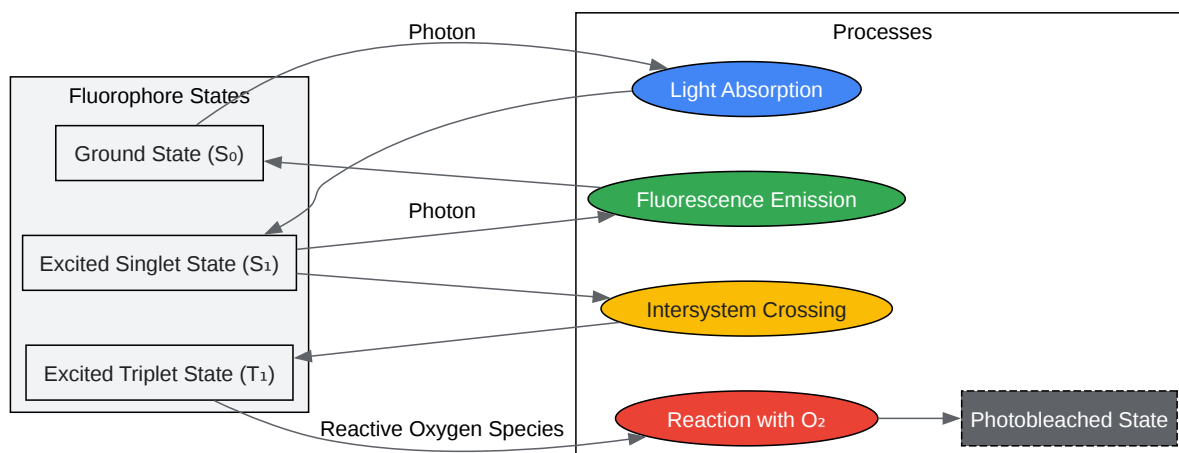 Photon
Processes
Light Absorption
Fluorophore States
Ground State (S₀)
Fluorescence Emission
Photon
Excited Singlet State (S₁)
Intersystem Crossing
Excited Triplet State (T₁)
Reactive Oxygen Species
Reaction with O₂
Photobleached State